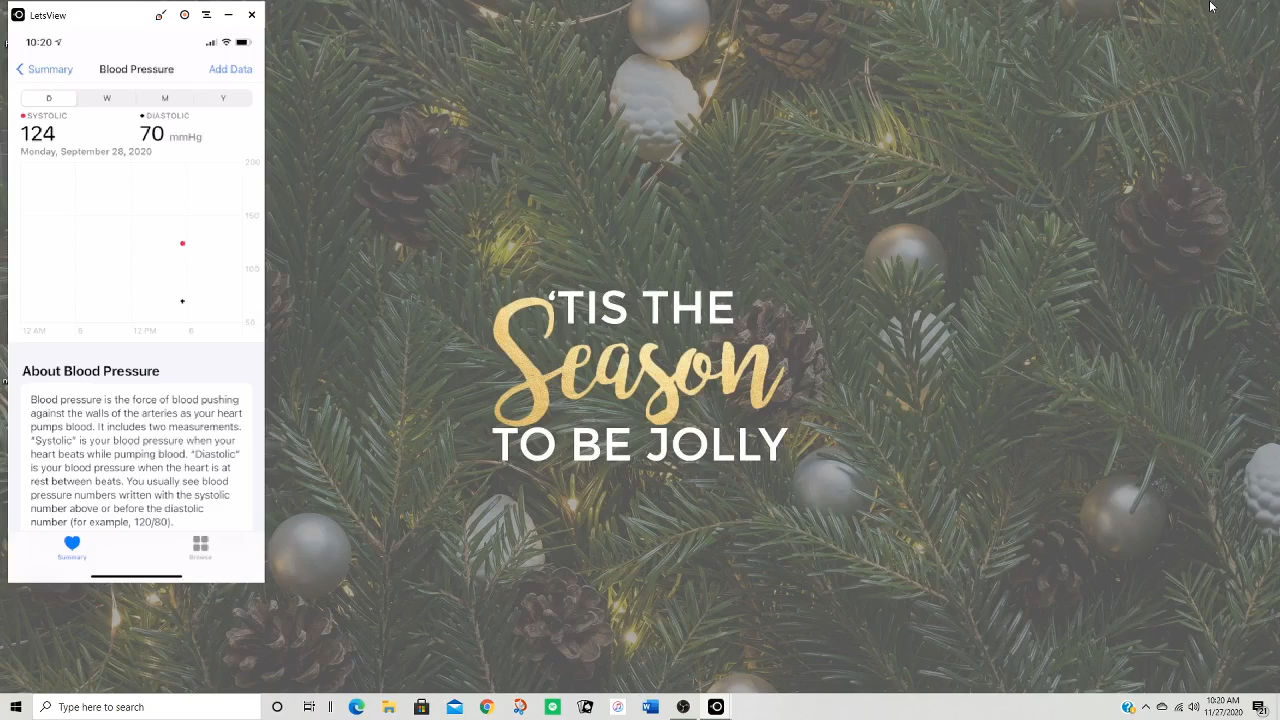 LetsView
10:20
Summary
Blood Pressure
Add Data
D W M Y
SYSTOLIC
DIASTOLIC
124
70 mmHg
Monday, September 28, 2020
200
150
100
50
12 AM 6 12 PM 6
About Blood Pressure
Blood pressure is the force of blood pushing
against the walls of the arteries as your heart
pumps blood. It includes two measurements.
"Systolic" is your blood pressure when your
heart beats while pumping blood. "Diastolic"
is your blood pressure when the heart is at
rest between beats. You usually see blood
pressure numbers written with the systolic
number above or before the diastolic
number (for example, 120/80).
Summary
Browse
'TIS THE
Season
TO BE JOLLY
Type here to search
10:20 AM
11/27/2020
21